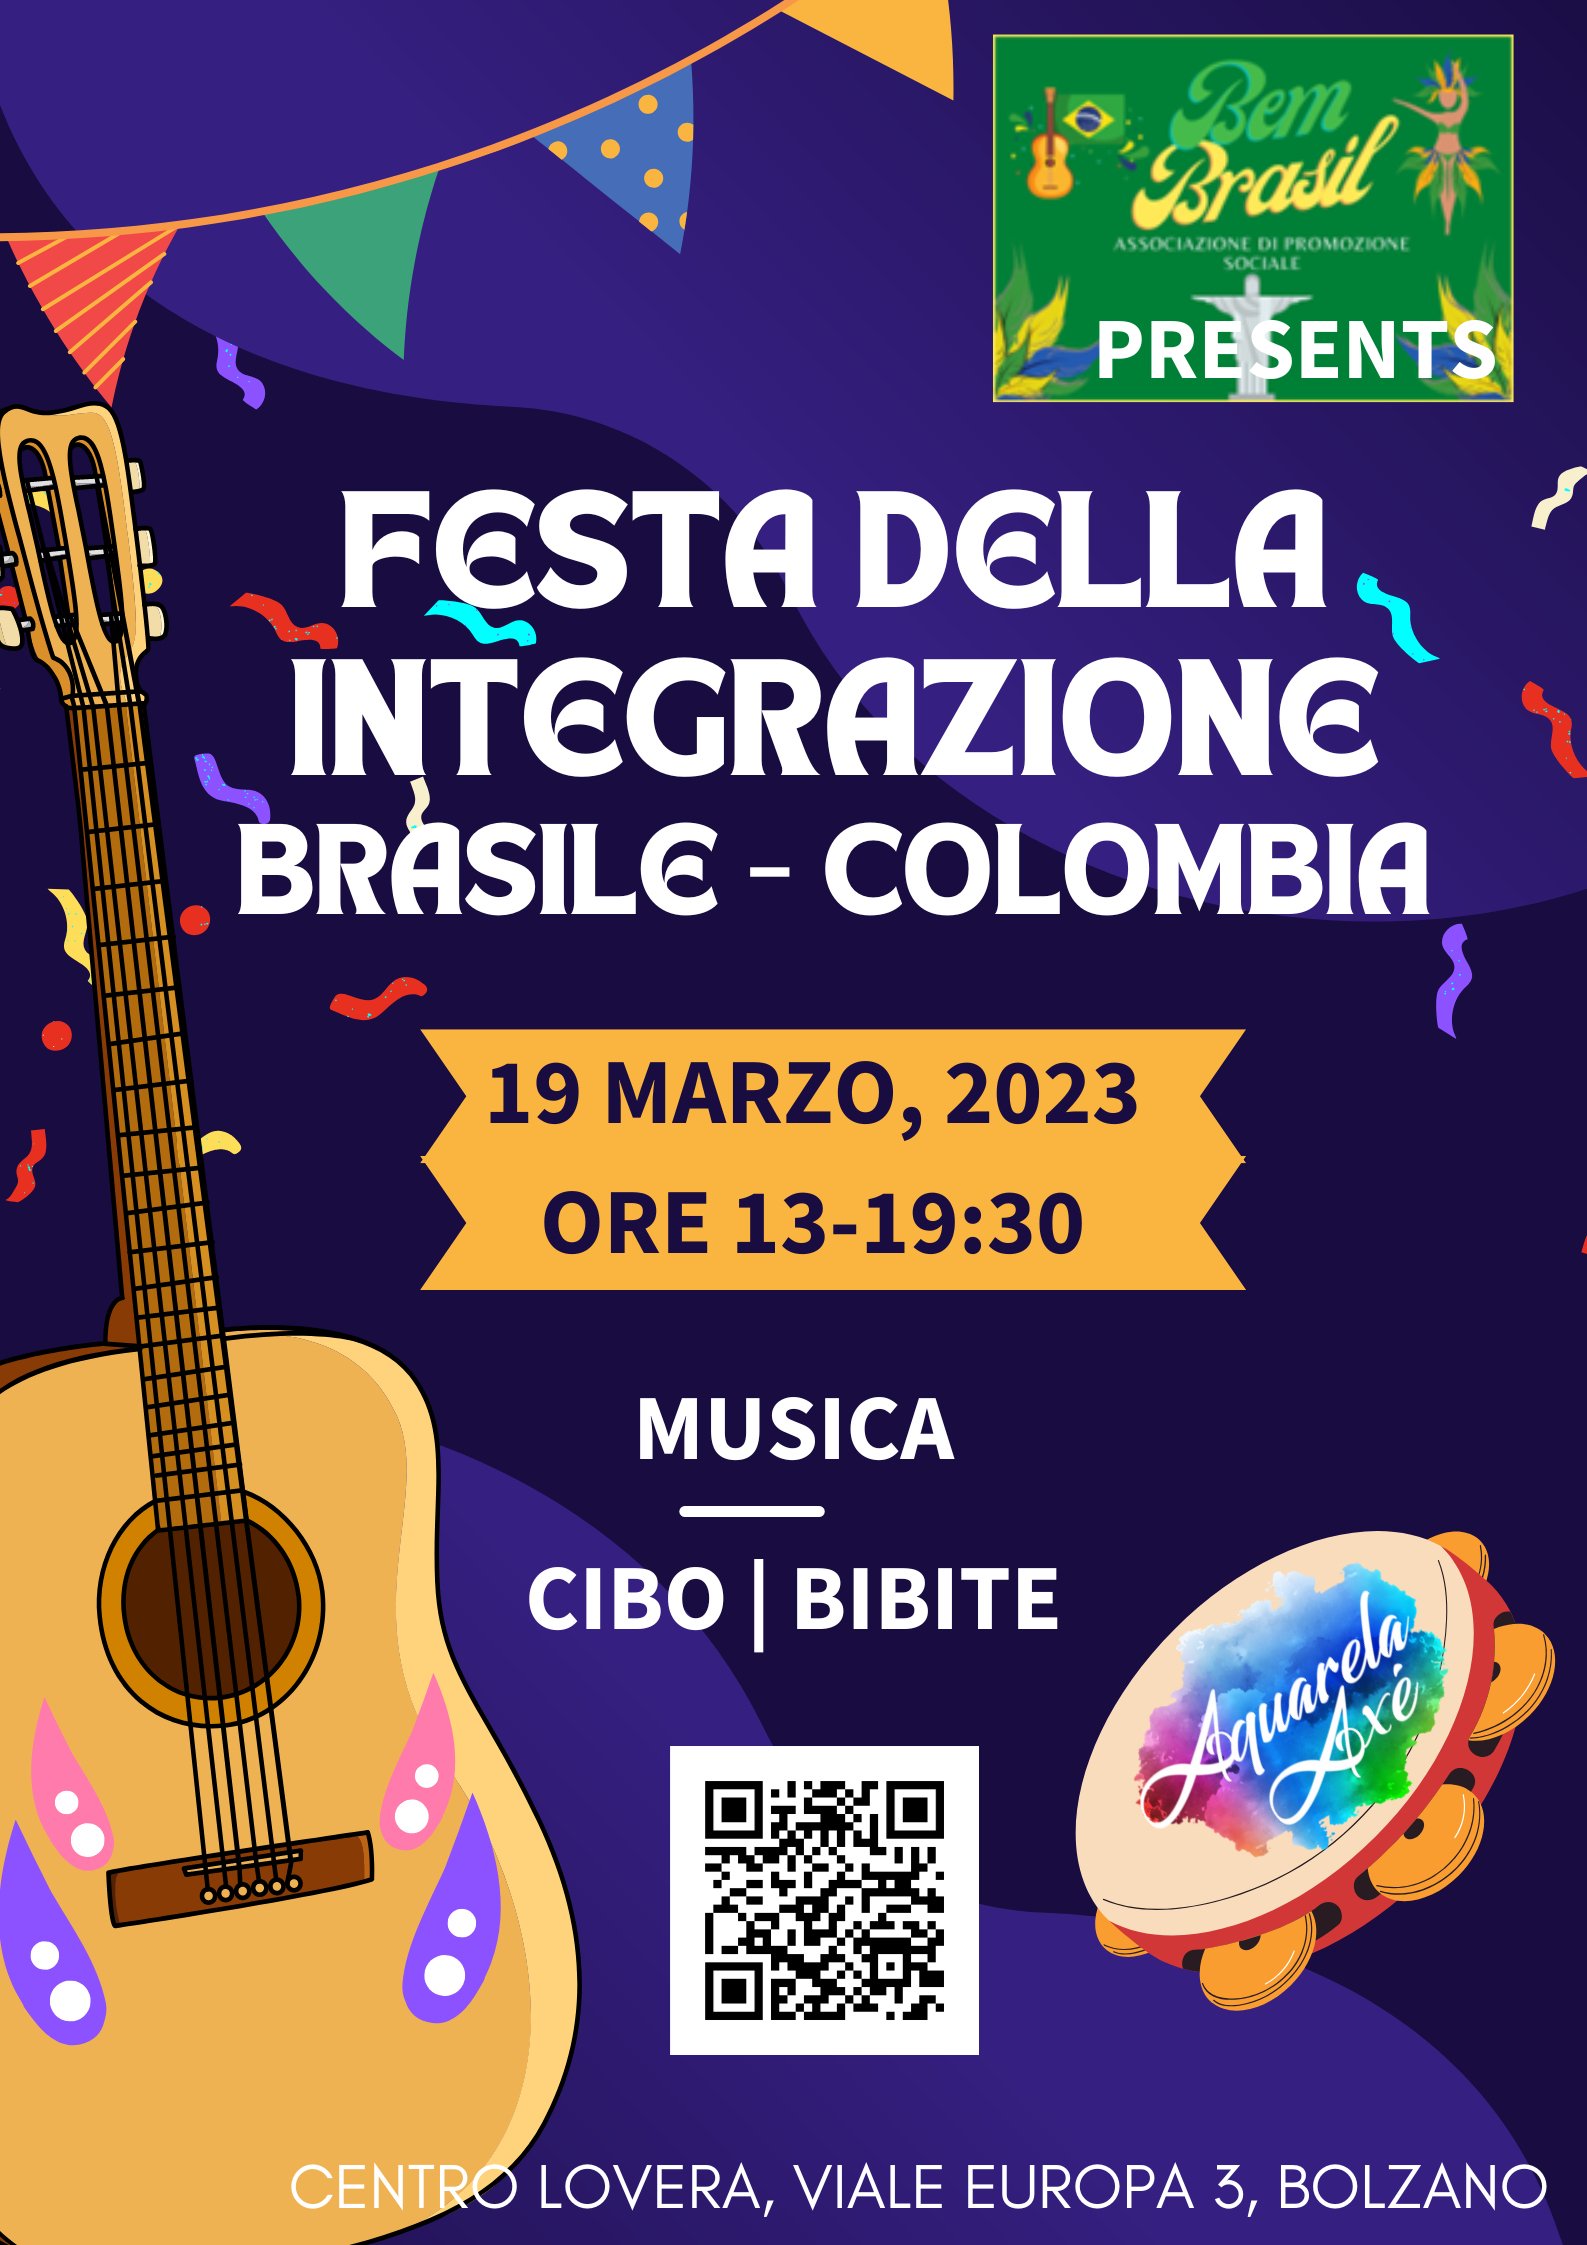 Bem
Brasil
ASSOCIAZIONE DI PROMOZIONE
SOCIALE
PRESENTS
FESTA DELLA
INTEGRAZIONE
BRASILE - COLOMBIA
19 MARZO, 2023
ORE 13-19:30
MUSICA
CIBO | BIBITE
Aquarela
Axé
CENTRO LOVERA, VIALE EUROPA 3, BOLZANO